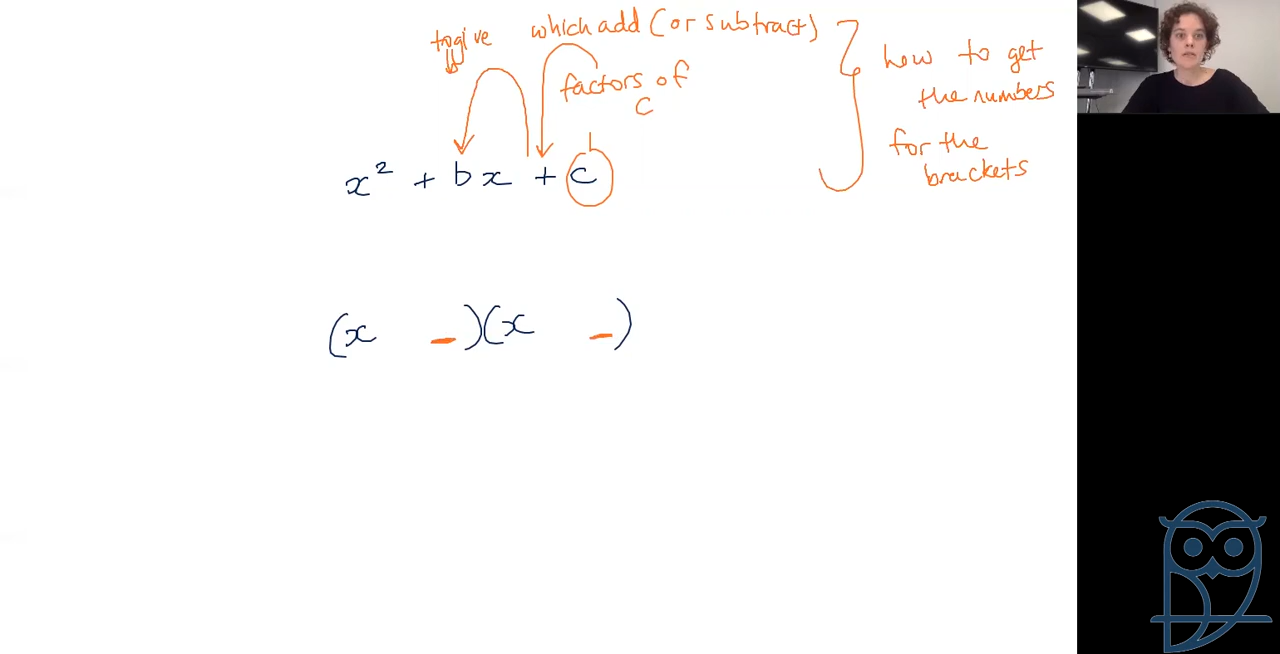 to give which add (or subtract)
factors of
c
how to get
the numbers
for the
brackets
x² + bx + c
(x _)(x _)